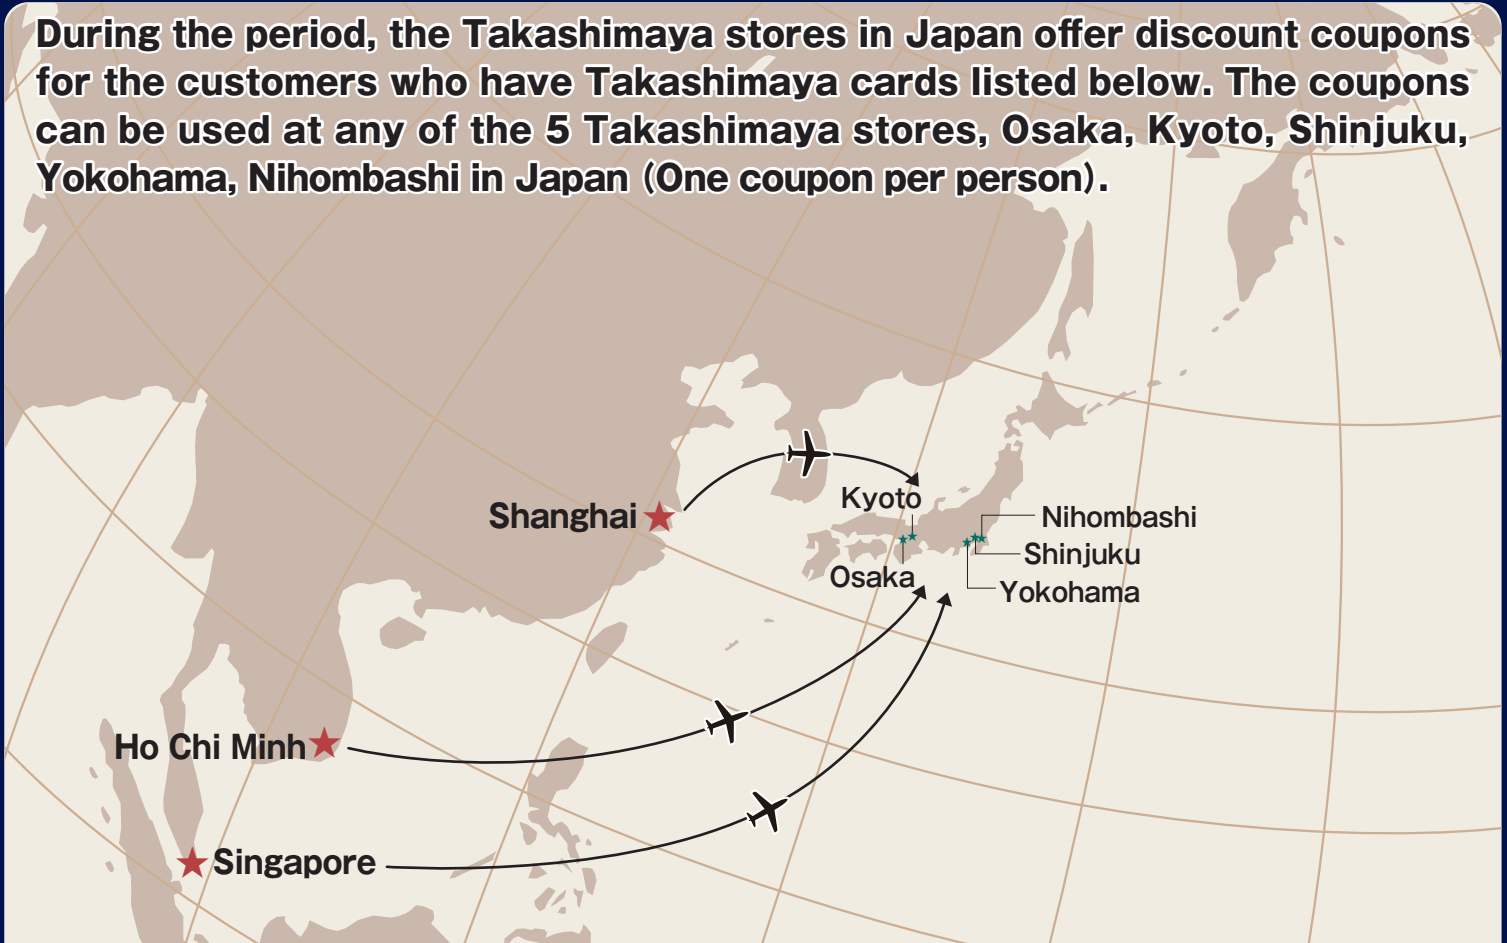 During the period, the Takashimaya stores in Japan offer discount coupons
for the customers who have Takashimaya cards listed below. The coupons
can be used at any of the 5 Takashimaya stores, Osaka, Kyoto, Shinjuku,
Yokohama, Nihombashi in Japan (One coupon per person).
Kyoto
Shanghai
Nihombashi
Shinjuku
Osaka
Yokohama
Ho Chi Minh
Singapore